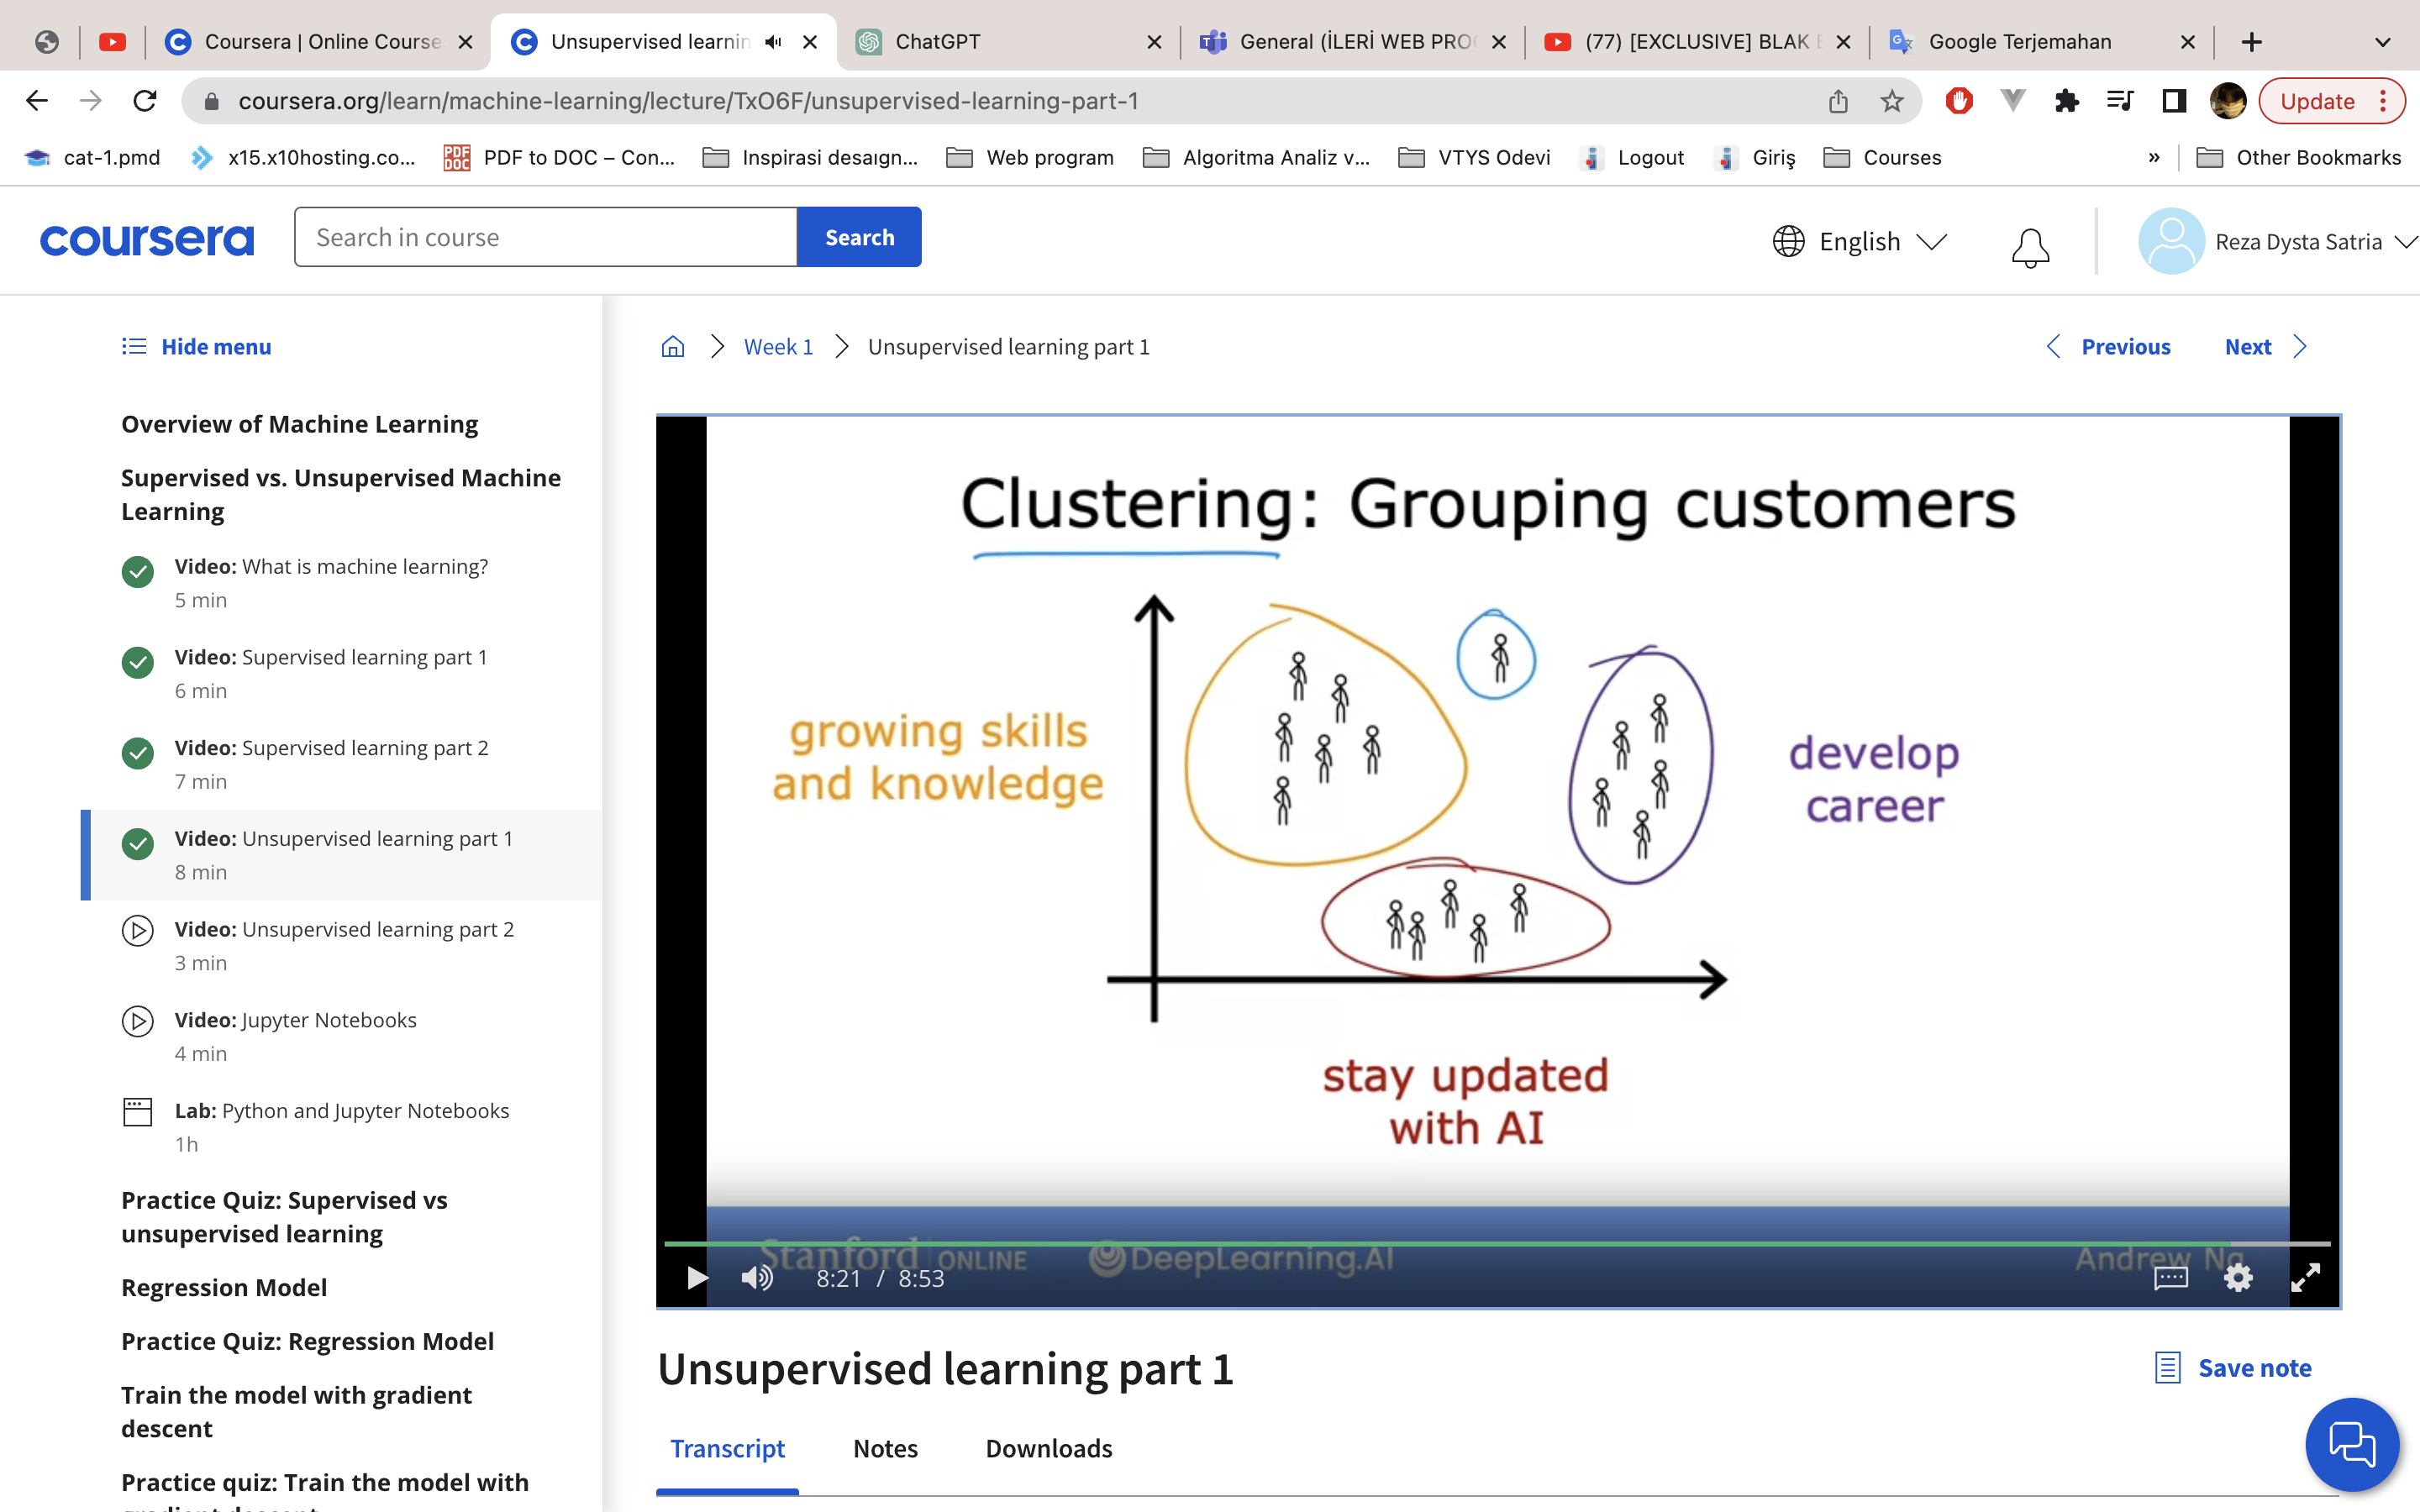 Coursera | Online Course
Unsupervised learnin
ChatGPT
General (İLERİ WEB PRO
(77) [EXCLUSIVE] BLAK
Google Terjemahan
coursera.org/learn/machine-learning/lecture/TxO6F/unsupervised-learning-part-1
Update
cat-1.pmd
x15.x10hosting.co...
PDF to DOC – Con...
Inspirasi desaıgn...
Web program
Algoritma Analiz v...
VTYS Odevi
Logout
Giriş
Courses
»
Other Bookmarks
coursera
Search in course
Search
English
Reza Dysta Satria
Hide menu
Overview of Machine Learning
Supervised vs. Unsupervised Machine
Learning
Video: What is machine learning?
5 min
Video: Supervised learning part 1
6 min
Video: Supervised learning part 2
7 min
Video: Unsupervised learning part 1
8 min
Video: Unsupervised learning part 2
3 min
Video: Jupyter Notebooks
4 min
Lab: Python and Jupyter Notebooks
1h
Practice Quiz: Supervised vs
unsupervised learning
Regression Model
Practice Quiz: Regression Model
Train the model with gradient
descent
Practice quiz: Train the model with
Week 1
Unsupervised learning part 1
Previous
Next
Clustering: Grouping customers
growing skills
and knowledge
develop
career
stay updated
with AI
Stanford | ONLINE
DeepLearning.AI
Andrew Ng
8:21 / 8:53
Unsupervised learning part 1
Save note
Transcript
Notes
Downloads